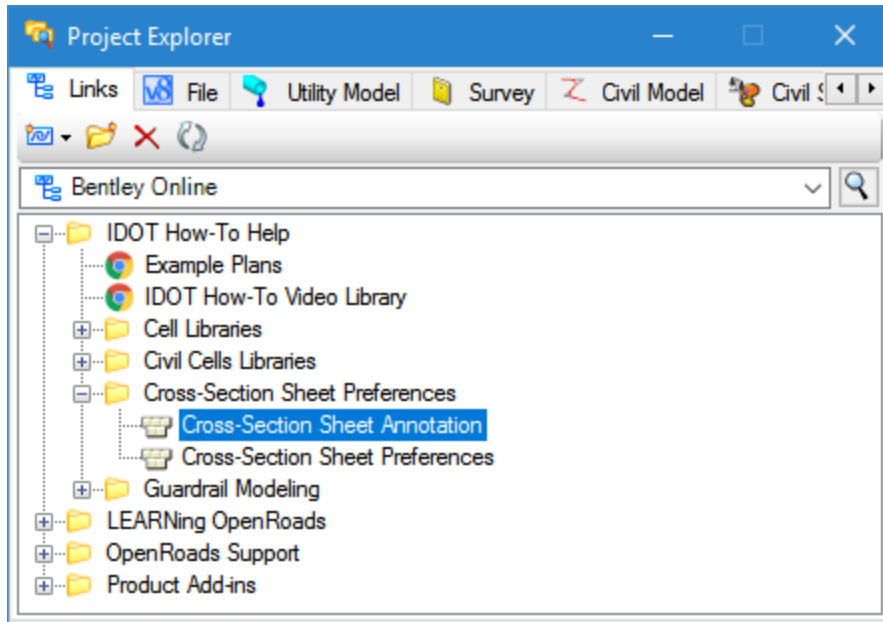 Project Explorer
Links V8 File Utility Model Survey Civil Model Civil
Bentley Online
IDOT How-To Help
Example Plans
IDOT How-To Video Library
Cell Libraries
Civil Cells Libraries
Cross-Section Sheet Preferences
Cross-Section Sheet Annotation
Cross-Section Sheet Preferences
Guardrail Modeling
LEARNing OpenRoads
OpenRoads Support
Product Add-ins